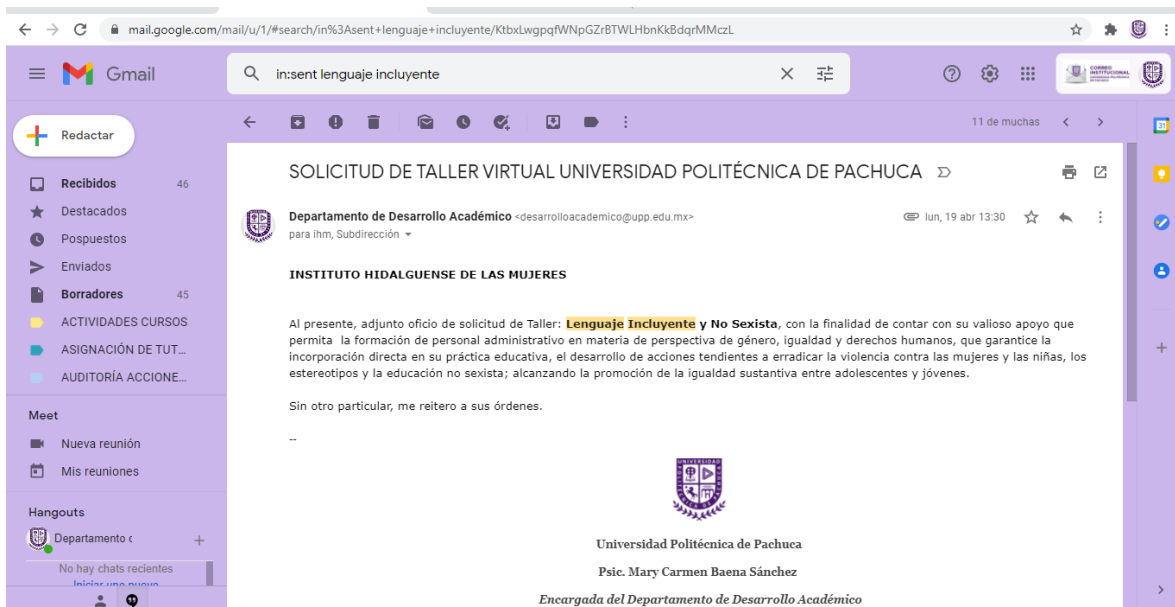 mail.google.com/mail/u/1/#search/in%3Asent+lenguaje+incluyente/KtbxLwgpqfWNpGZrBTWLHbnKkBdqrMMczL
Gmail
in:sent lenguaje incluyente
CORREO
INSTITUCIONAL
Redactar
11 de muchas
31
SOLICITUD DE TALLER VIRTUAL UNIVERSIDAD POLITÉCNICA DE PACHUCA
Recibidos 46
Destacados
Pospuestos
Enviados
Borradores 45
ACTIVIDADES CURSOS
ASIGNACIÓN DE TUT...
AUDITORÍA ACCIONE...
Meet
Nueva reunión
Mis reuniones
Hangouts
Departamento c
No hay chats recientes
Iniciar uno nuevo
Departamento de Desarrollo Académico <desarrolloacademico@upp.edu.mx>
lun, 19 abr 13:30
para ihm, Subdirección
INSTITUTO HIDALGUENSE DE LAS MUJERES
Al presente, adjunto oficio de solicitud de Taller: Lenguaje Incluyente y No Sexista, con la finalidad de contar con su valioso apoyo que
permita la formación de personal administrativo en materia de perspectiva de género, igualdad y derechos humanos, que garantice la
incorporación directa en su práctica educativa, el desarrollo de acciones tendientes a erradicar la violencia contra las mujeres y las niñas, los
estereotipos y la educación no sexista; alcanzando la promoción de la igualdad sustantiva entre adolescentes y jóvenes.
Sin otro particular, me reitero a sus órdenes.
--
UNIVERSIDAD
Universidad Politécnica de Pachuca
Psic. Mary Carmen Baena Sánchez
Encargada del Departamento de Desarrollo Académico